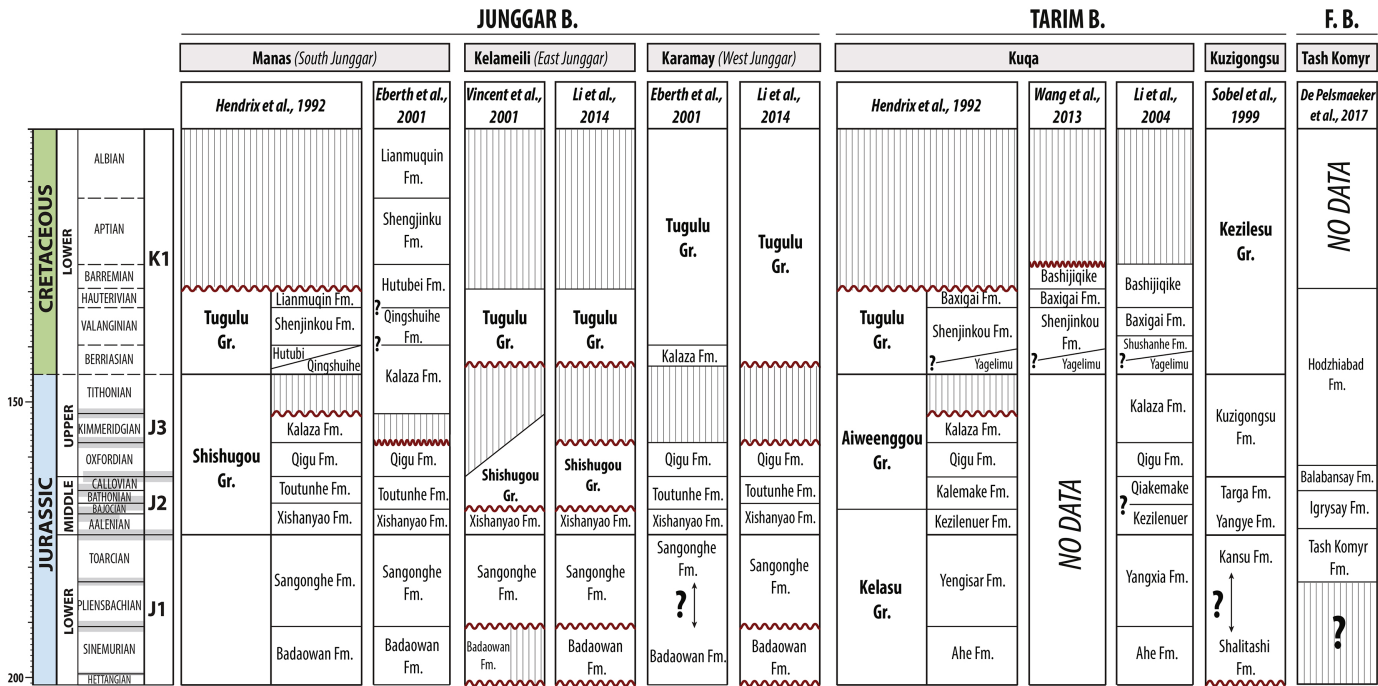 JUNGGAR B.
TARIM B.
F. B.
Manas (South Junggar)
Kelameili (East Junggar)
Karamay (West Junggar)
Kuqa
Kuzigongsu
Tash Komyr
Hendrix et al., 1992
Eberth et al.,
2001
Vincent et al.,
2001
Li et al.,
2014
Eberth et al.,
2001
Li et al.,
2014
Hendrix et al., 1992
Wang et al.,
2013
Li et al.,
2004
Sobel et al.,
1999
De Pelsmaeker
et al., 2017
150
200
CRETACEOUS
JURASSIC
LOWER
UPPER
MIDDLE
LOWER
ALBIAN
APTIAN
BARREMIAN
HAUTERIVIAN
VALANGINIAN
BERRIASIAN
TITHONIAN
KIMMERIDGIAN
OXFORDIAN
CALLOVIAN
BATHONIAN
BAJOCIAN
AALENIAN
TOARCIAN
PLIENSBACHIAN
SINEMURIAN
HETTANGIAN
K1
J3
J2
J1
Tugulu
Gr.
Shishugou
Gr.
Lianmuqin Fm.
Shenjinkou Fm.
Hutubi
Qingshuihe
Kalaza Fm.
Qigu Fm.
Toutunhe Fm.
Xishanyao Fm.
Sangonghe Fm.
Badaowan Fm.
Lianmuquin
Fm.
Shengjinku
Fm.
Hutubei Fm.
?
Qingshuihe
Fm.
?
Kalaza Fm.
Qigu Fm.
Toutunhe Fm.
Xishanyao Fm.
Sangonghe
Fm.
Badaowan
Fm.
Tugulu
Gr.
Shishugou
Gr.
Xishanyao Fm.
Sangonghe
Fm.
Badaowan
Fm.
Tugulu
Gr.
Shishugou
Gr.
Xishanyao Fm.
Sangonghe
Fm.
Badaowan
Fm.
Tugulu
Gr.
Kalaza Fm.
Qigu Fm.
Toutunhe Fm.
Xishanyao Fm.
Sangonghe
Fm.
?
Badaowan Fm.
Tugulu
Gr.
Qigu Fm.
Toutunhe Fm.
Xishanyao Fm.
Sangonghe
Fm.
Badaowan
Fm.
Tugulu
Gr.
Aiweenggou
Gr.
Kelasu
Gr.
Baxigai Fm.
Shenjinkou Fm.
?
Yagelimu
Kalaza Fm.
Qigu Fm.
Kalemake Fm.
Kezilenuer Fm.
Yengisar Fm.
Ahe Fm.
Bashijiqike
Baxigai Fm.
Shenjinkou
Fm.
?
Yagelimu
NO DATA
Bashijiqike
Baxigai Fm.
Shushanhe Fm.
?
Yagelimu
Kalaza Fm.
Qigu Fm.
Qiakemake
?
Kezilenuer
Yangxia Fm.
Ahe Fm.
Kezilesu
Gr.
Kuzigongsu
Fm.
Targa Fm.
Yangye Fm.
Kansu Fm.
?
Shalitashi
Fm.
NO DATA
Hodzhiabad
Fm.
Balabansay Fm.
Igrysay Fm.
Tash Komyr
Fm.
?